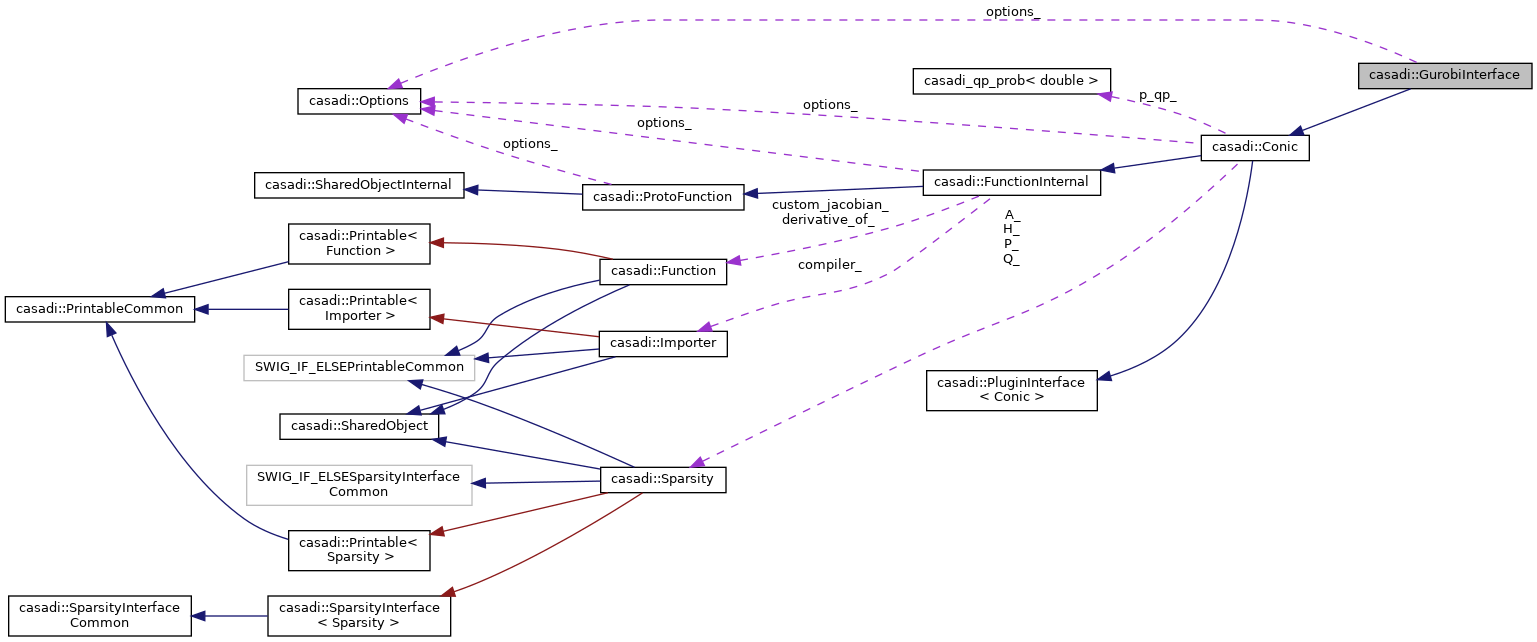 options_
casadi::GurobiInterface
casadi_qp_prob< double >
p_qp_
casadi::Options
options_
options_
options_
casadi::Conic
casadi::SharedObjectInternal
casadi::ProtoFunction
casadi::FunctionInternal
custom_jacobian_
derivative_of_
A_
H_
P_
Q_
casadi::Printable<
Function >
casadi::Function
compiler_
casadi::PrintableCommon
casadi::Printable<
Importer >
casadi::Importer
SWIG_IF_ELSEPrintableCommon
casadi::PluginInterface
< Conic >
casadi::SharedObject
SWIG_IF_ELSESparsityInterface
Common
casadi::Sparsity
casadi::Printable<
Sparsity >
casadi::SparsityInterface
Common
casadi::SparsityInterface
< Sparsity >